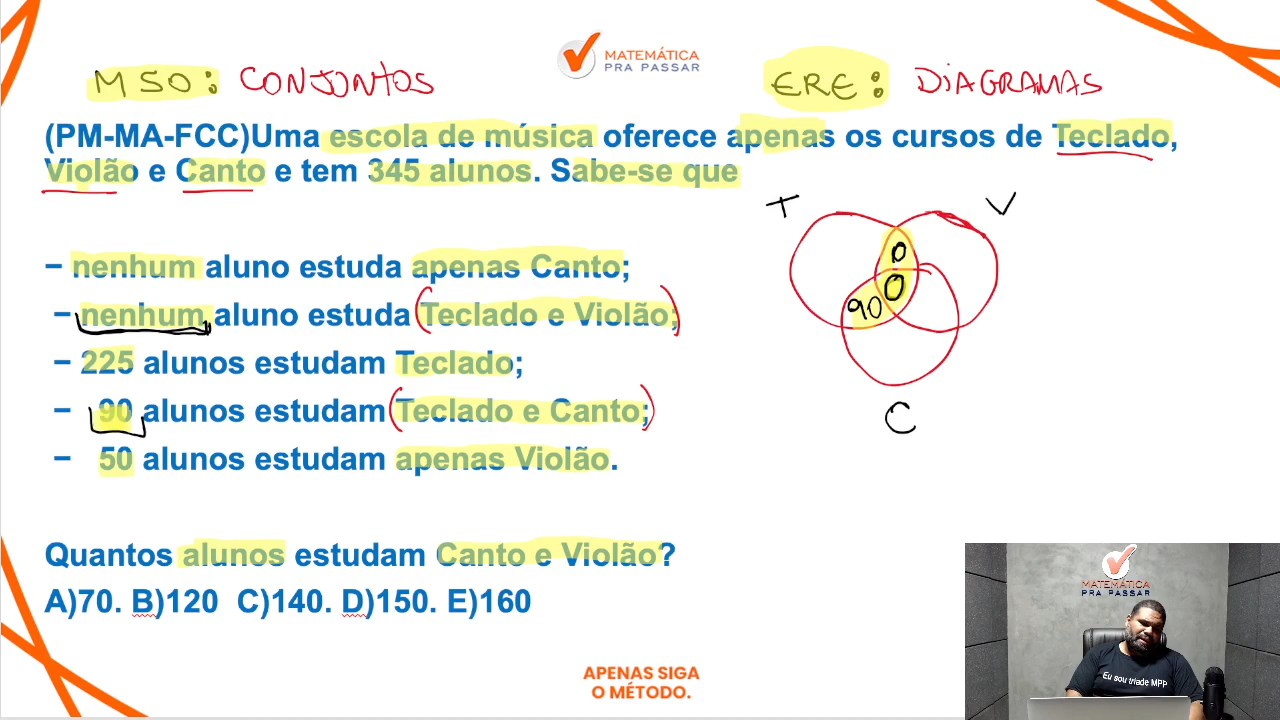 MATEMÁTICA
PRA PASSAR
MSO: CONJUNTOS
ERE: DIAGRAMAS
(PM-MA-FCC)Uma escola de música oferece apenas os cursos de Teclado,
Violão e Canto e tem 345 alunos. Sabe-se que
T
V
− nenhum aluno estuda apenas Canto;
0
− nenhum aluno estuda (Teclado e Violão;)
0
90
− 225 alunos estudam Teclado;
− 90 alunos estudam (Teclado e Canto;)
C
− 50 alunos estudam apenas Violão.
Quantos alunos estudam Canto e Violão?
A)70. B)120 C)140. D)150. E)160
MATEMÁTICA
PRA PASSAR
Eu sou tríade MPP
APENAS SIGA
O MÉTODO.